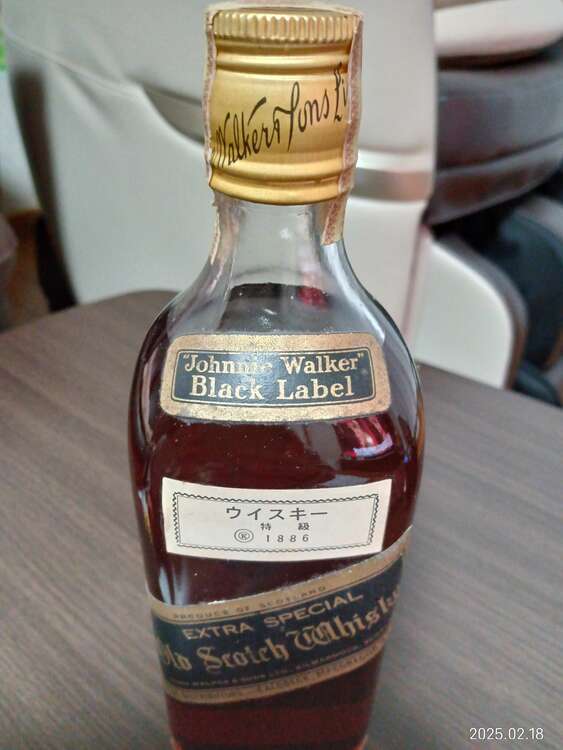 Walker & Sons Ld
"Johnnie Walker"
Black Label
ウイスキー
特 級
Ⓚ 1886
PRODUCE OF SCOTLAND
EXTRA SPECIAL
Old Scotch Whisky
2025.02.18